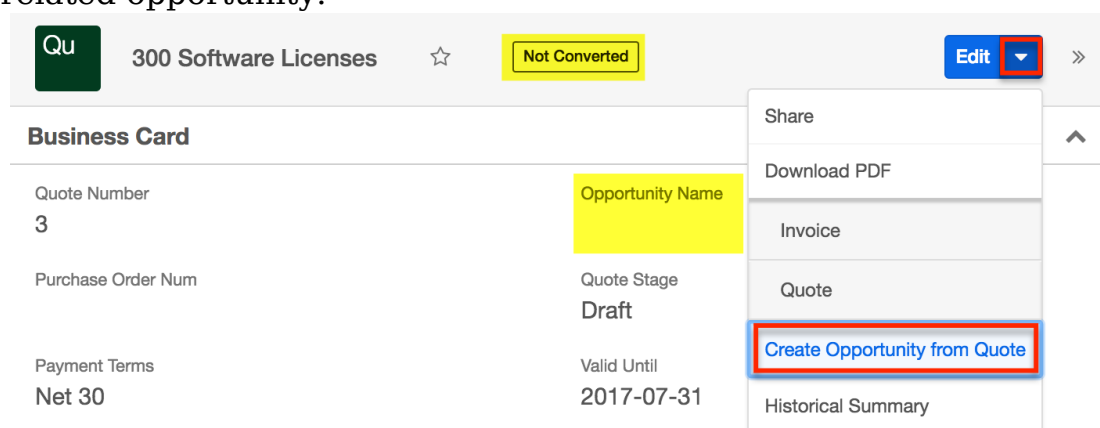 related opportunity.
Qu
300 Software Licenses
Not Converted
Edit
Share
Business Card
Download PDF
Quote Number
Opportunity Name
3
Invoice
Purchase Order Num
Quote Stage
Quote
Draft
Create Opportunity from Quote
Payment Terms
Valid Until
Net 30
2017-07-31
Historical Summary